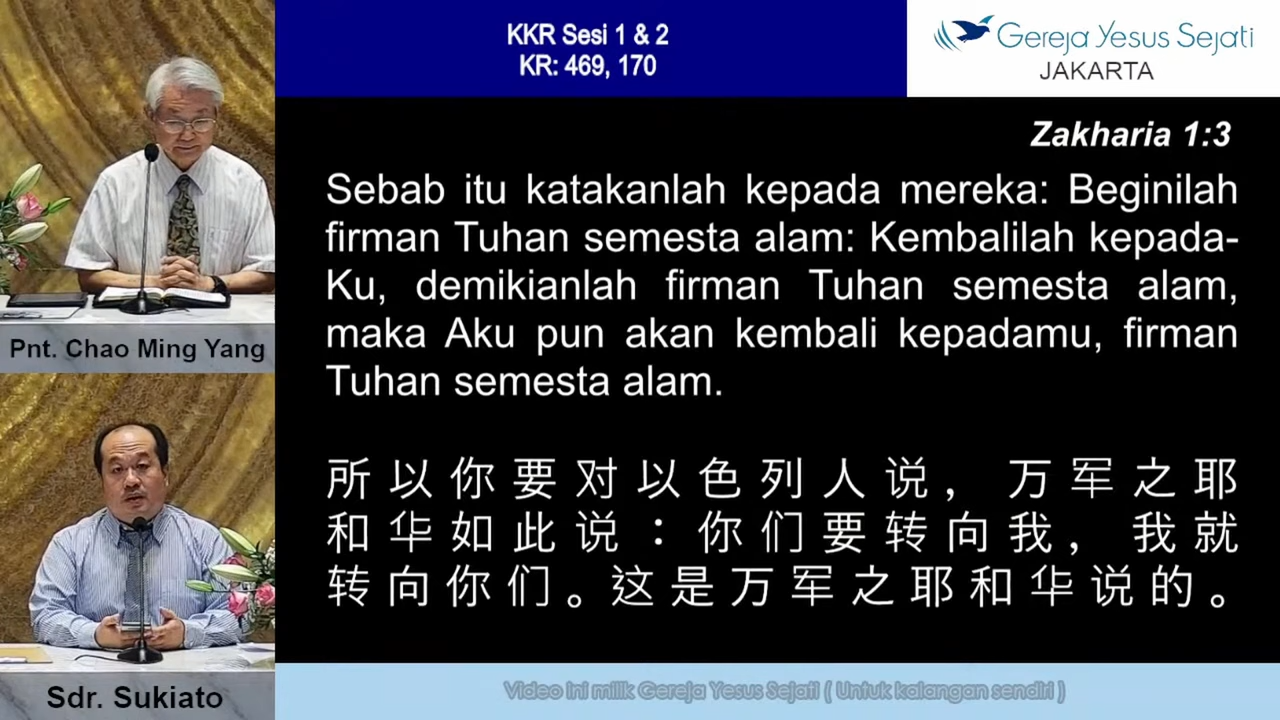 KKR Sesi 1 & 2
KR: 469, 170
Gereja Yesus Sejati
JAKARTA
Zakharia 1:3
Sebab itu katakanlah kepada mereka: Beginilah
firman Tuhan semesta alam: Kembalilah kepada-
Ku, demikianlah firman Tuhan semesta alam,
maka Aku pun akan kembali kepadamu, firman
Tuhan semesta alam.
所以你要对以色列人说，万军之耶
和华如此说：你们要转向我，我就
转向你们。这是万军之耶和华说的。
Pnt. Chao Ming Yang
Sdr. Sukiato
Video ini milik Gereja Yesus Sejati ( Untuk kalangan sendiri )